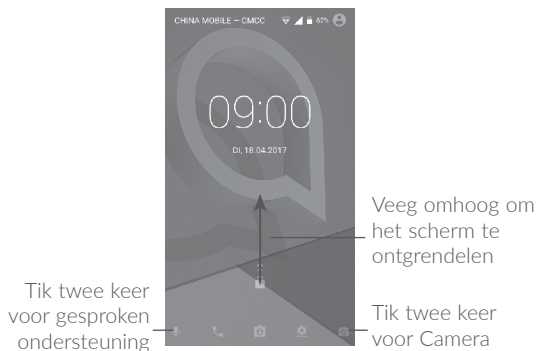 CHINA MOBILE – CMCC 62%
09:00
DI, 18.04.2017
Veeg omhoog om
het scherm te
ontgrendelen
Tik twee keer
voor gesproken
ondersteuning
Tik twee keer
voor Camera